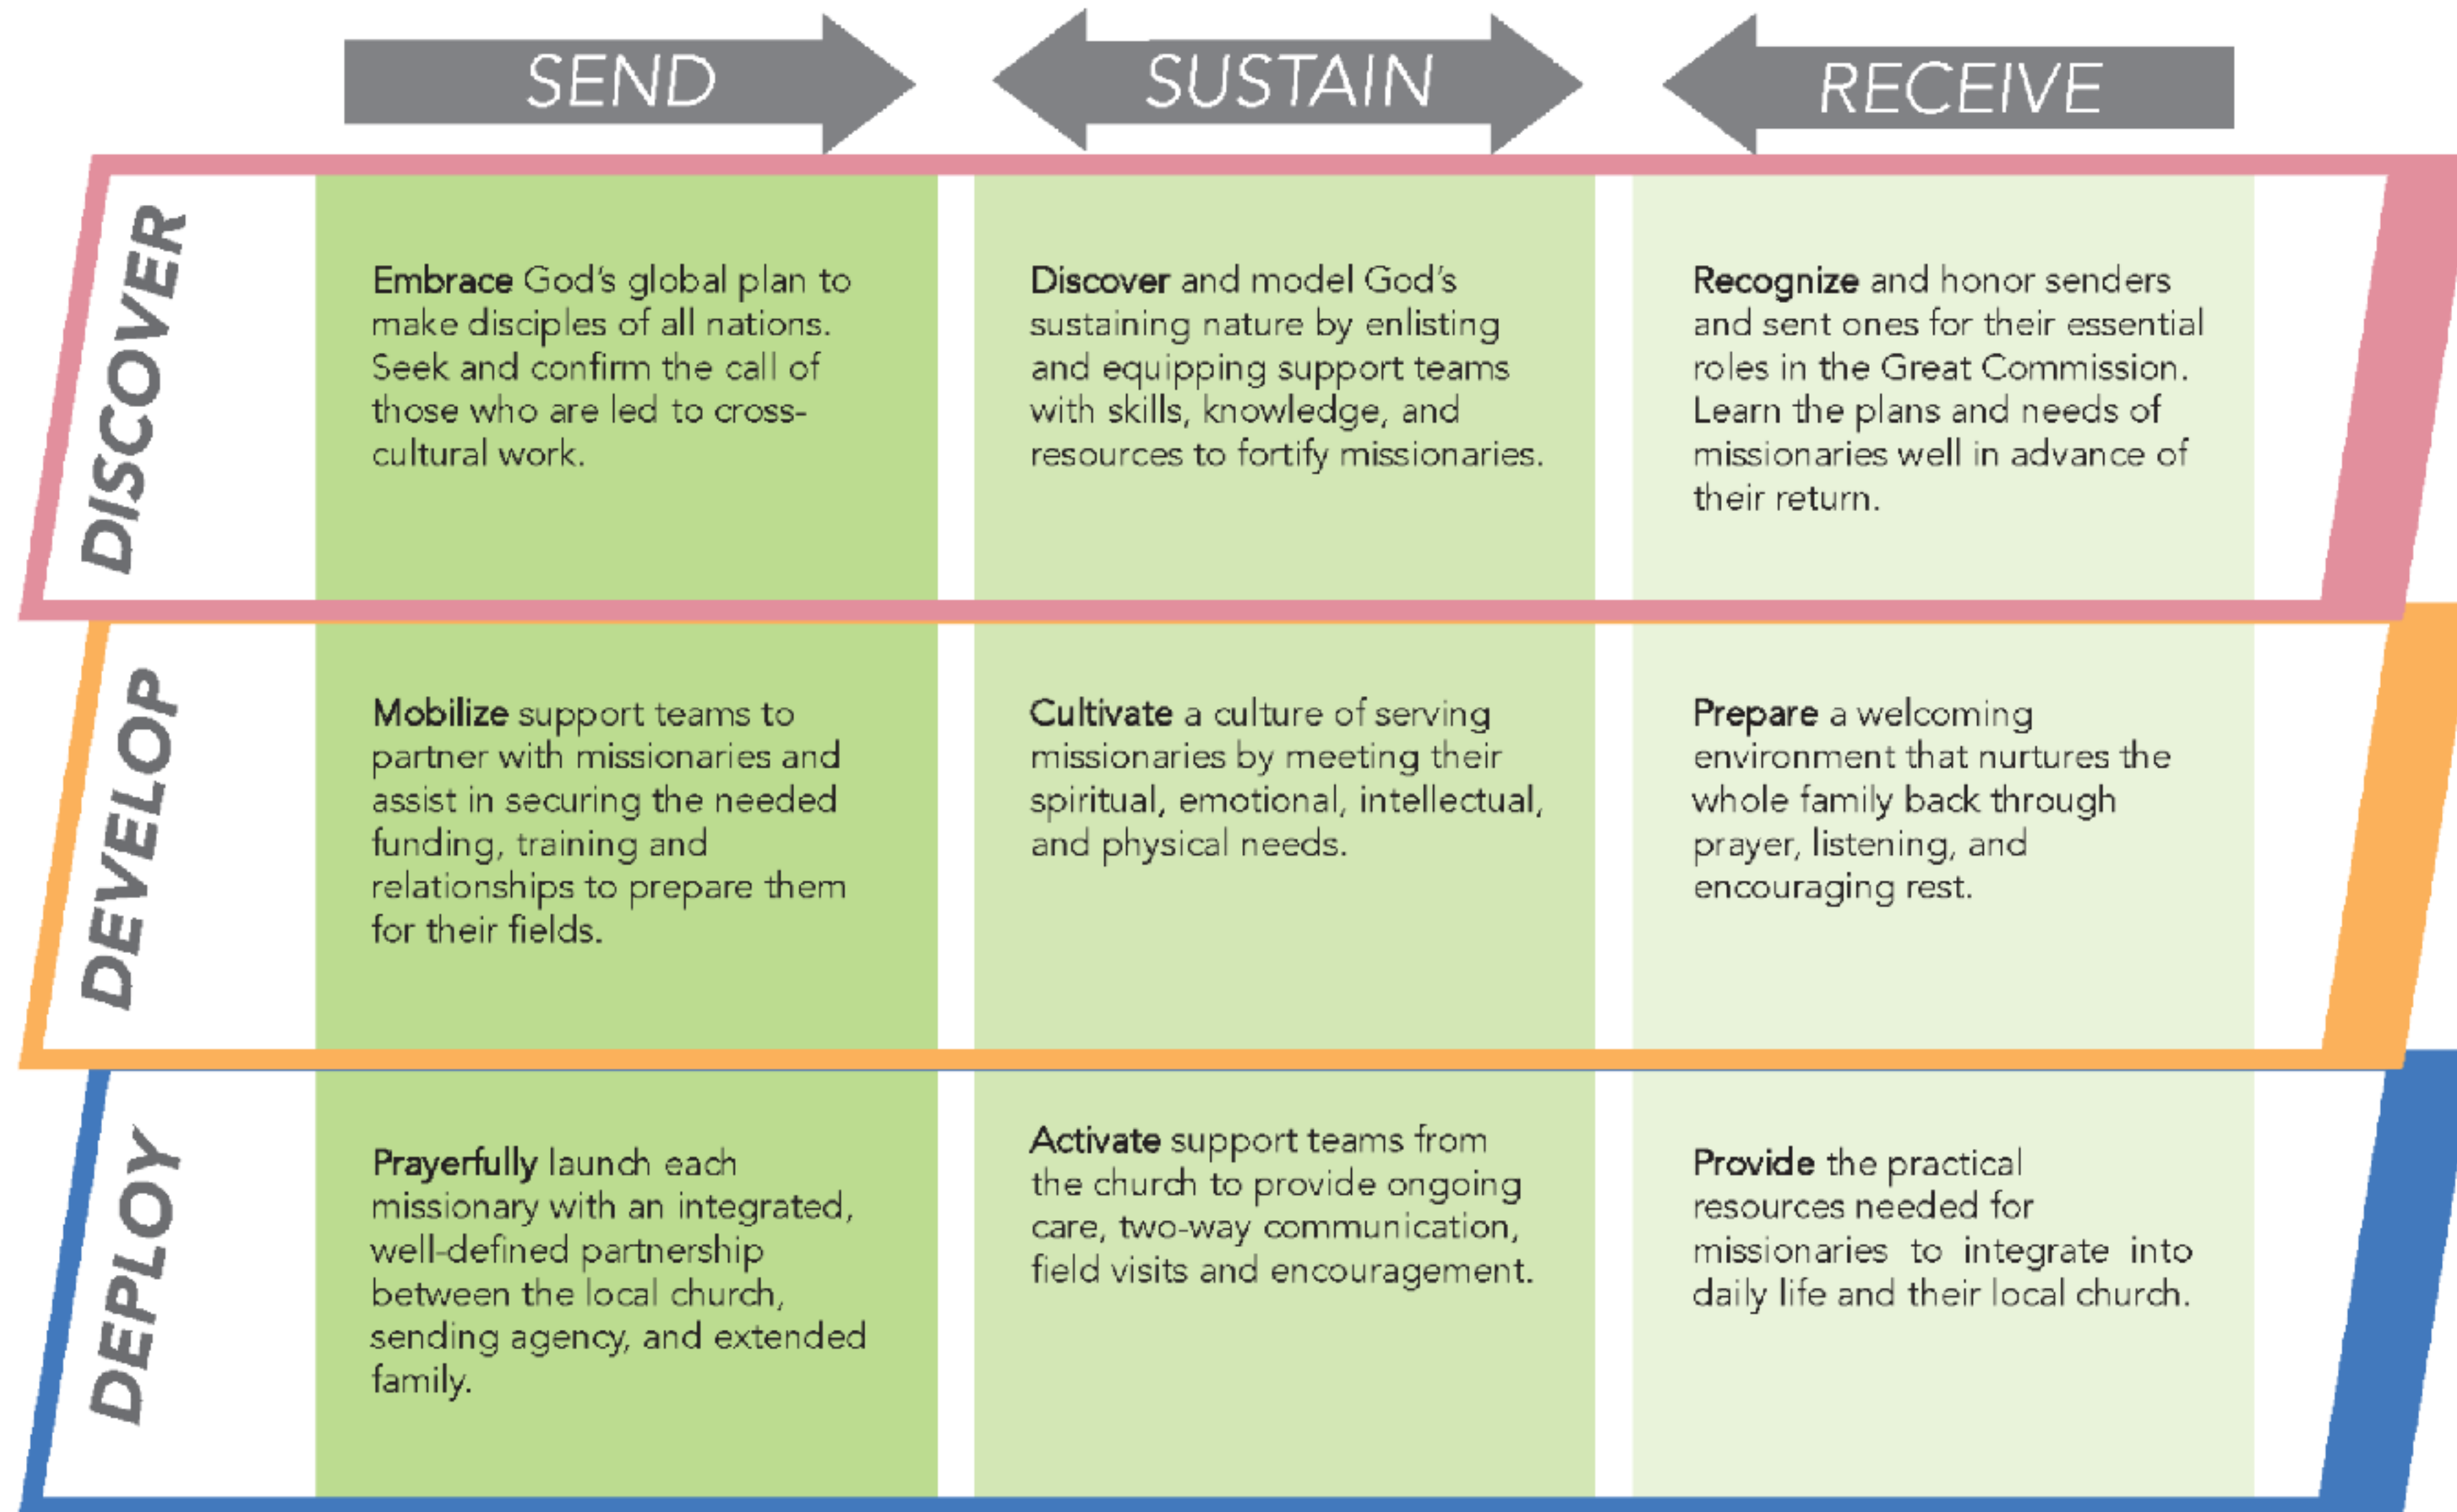 SEND
SUSTAIN
RECEIVE
DISCOVER
Embrace God's global plan to
make disciples of all nations.
Seek and confirm the call of
those who are led to cross-
cultural work.
Discover and model God's
sustaining nature by enlisting
and equipping support teams
with skills, knowledge, and
resources to fortify missionaries.
Recognize and honor senders
and sent ones for their essential
roles in the Great Commission.
Learn the plans and needs of
missionaries well in advance of
their return.
DEVELOP
Mobilize support teams to
partner with missionaries and
assist in securing the needed
funding, training and
relationships to prepare them
for their fields.
Cultivate a culture of serving
missionaries by meeting their
spiritual, emotional, intellectual,
and physical needs.
Prepare a welcoming
environment that nurtures the
whole family back through
prayer, listening, and
encouraging rest.
DEPLOY
Prayerfully launch each
missionary with an integrated,
well-defined partnership
between the local church,
sending agency, and extended
family.
Activate support teams from
the church to provide ongoing
care, two-way communication,
field visits and encouragement.
Provide the practical
resources needed for
missionaries to integrate into
daily life and their local church.